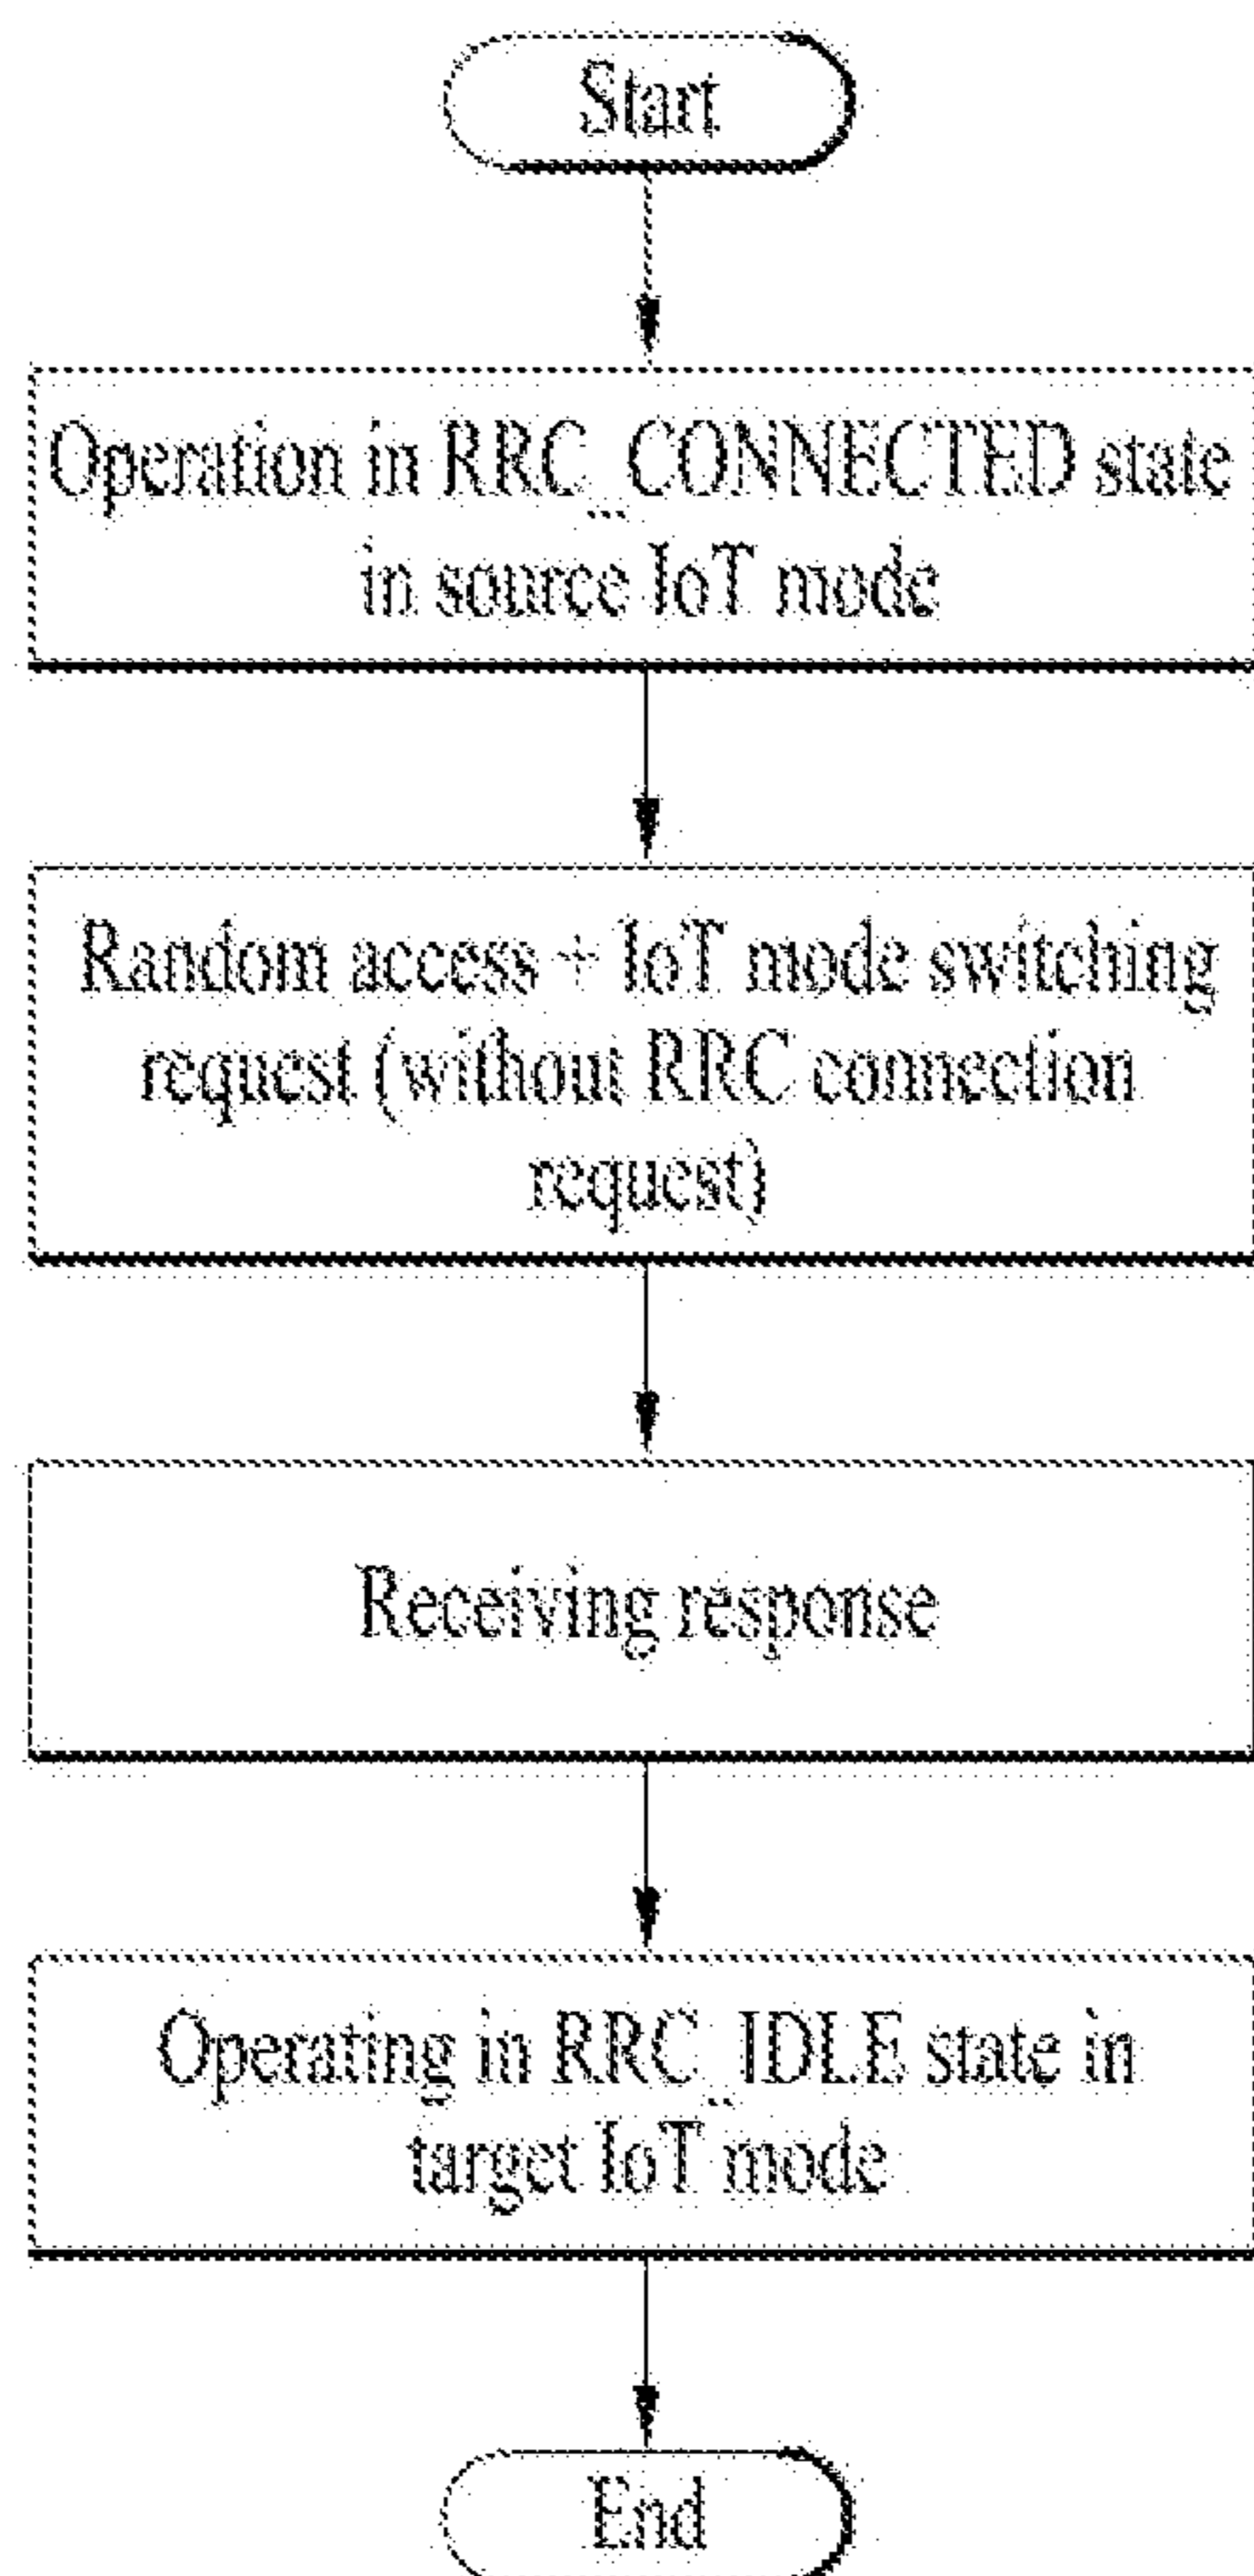 Start
Operation in RRC_CONNECTED state
in source IoT mode
Random access + IoT mode switching
request (without RRC connection
request)
Receiving response
Operating in RRC_IDLE state in
target IoT mode
End